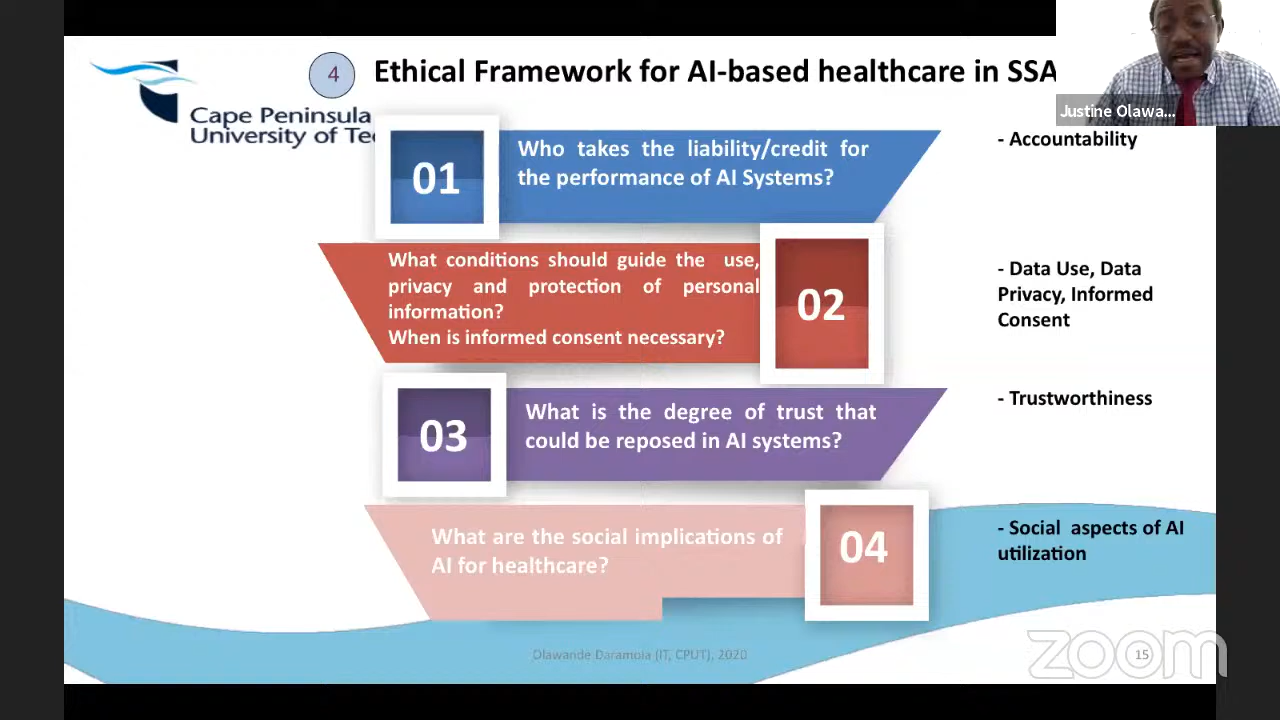 4
Ethical Framework for AI-based healthcare in SSA
Justine Olawa...
Cape Peninsula
University of Te
01
Who takes the liability/credit for
the performance of AI Systems?
- Accountability
What conditions should guide the use,
privacy and protection of personal
information?
When is informed consent necessary?
02
- Data Use, Data
Privacy, Informed
Consent
03
What is the degree of trust that
could be reposed in AI systems?
- Trustworthiness
What are the social implications of
AI for healthcare?
04
- Social aspects of AI
utilization
Olawande Daramola (IT, CPUT), 2020
15
zoom